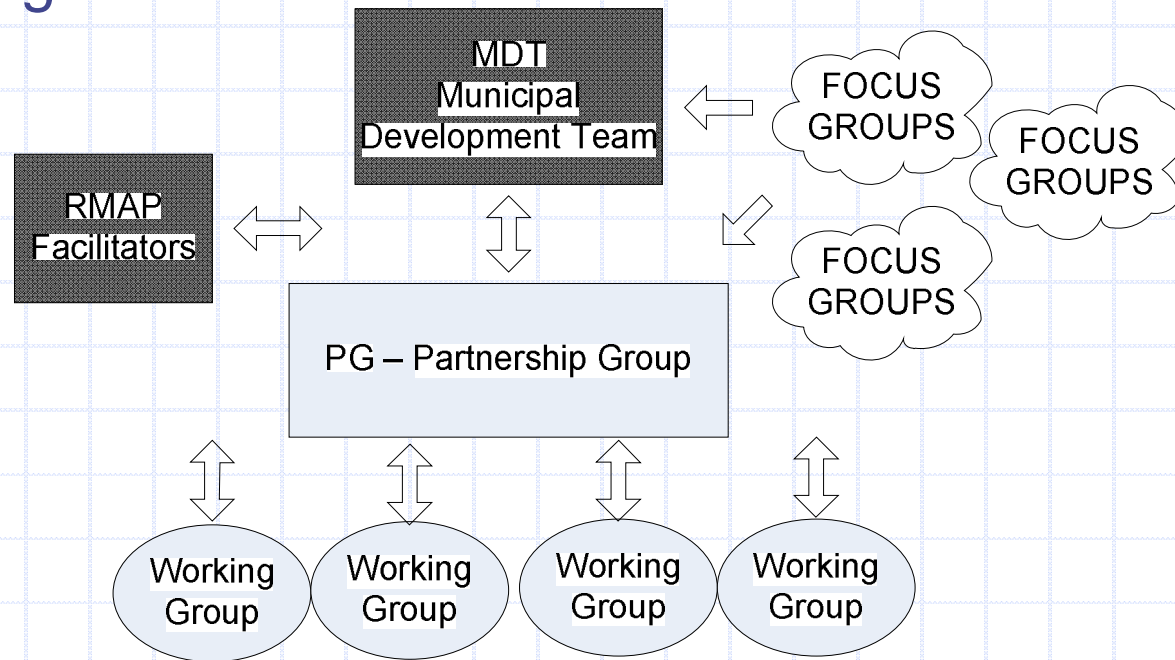 MDT
Municipal
Development Team
FOCUS
GROUPS
FOCUS
GROUPS
RMAP
Facilitators
FOCUS
GROUPS
PG – Partnership Group
Working
Group
Working
Group
Working
Group
Working
Group